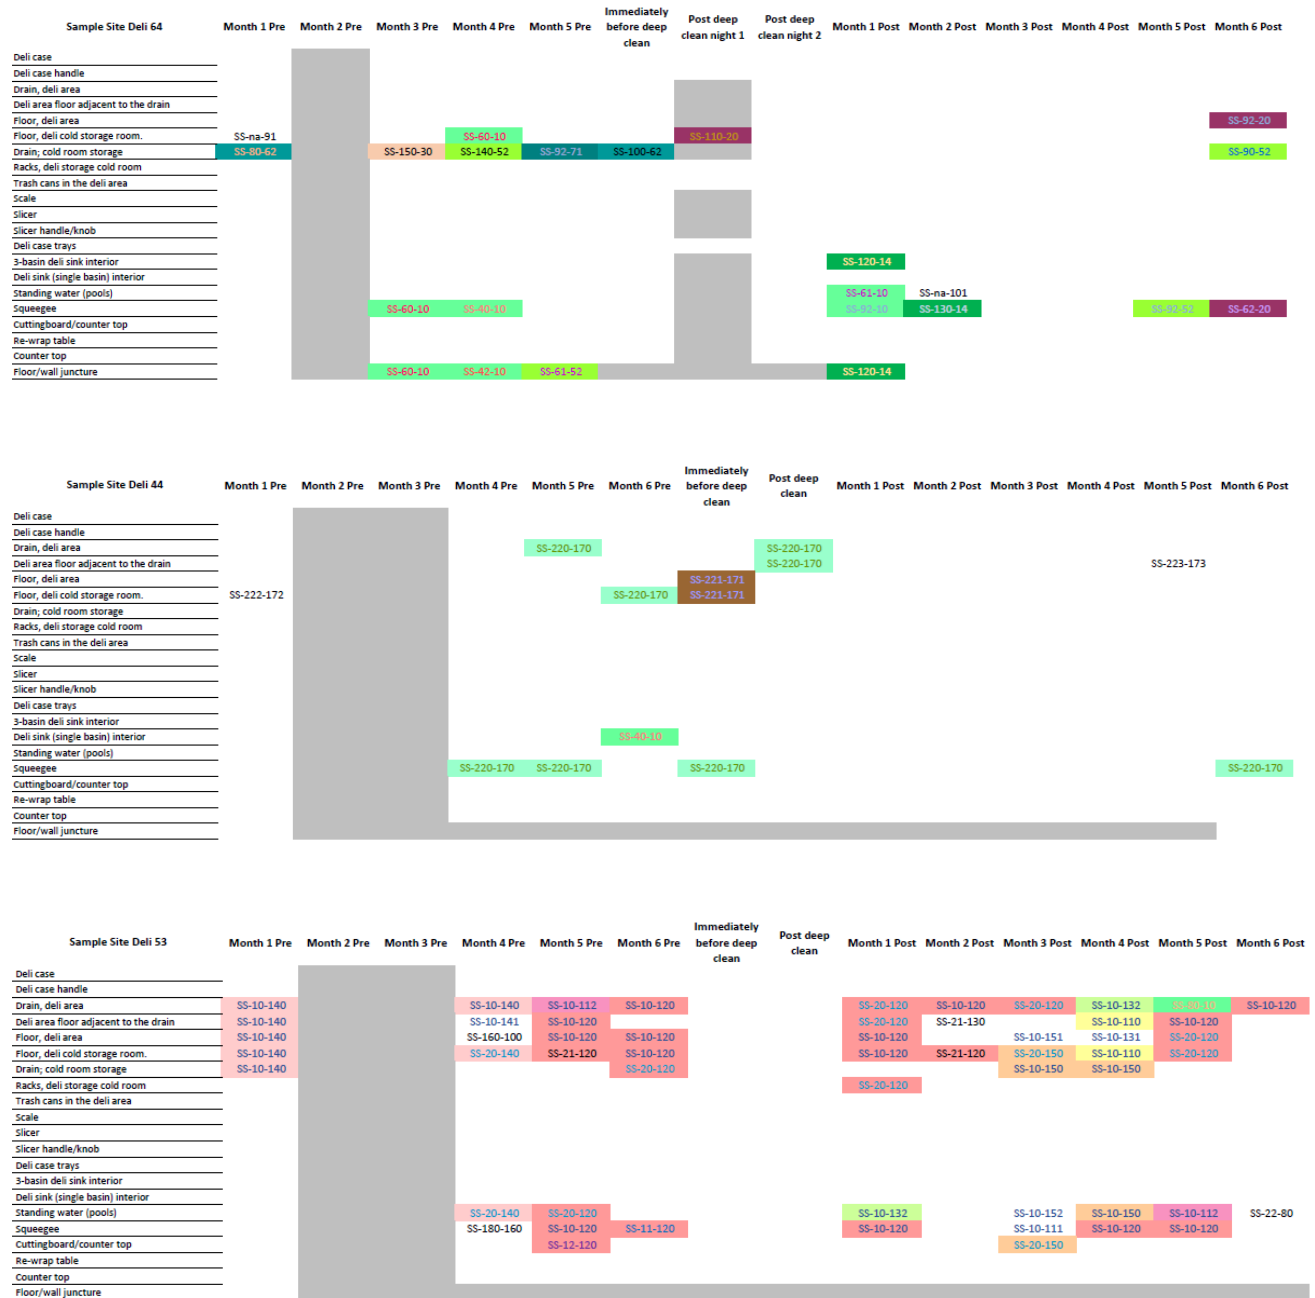 Sample Site Deli 64 Month 1 Pre Month 2 Pre Month 3 Pre Month 4 Pre Month 5 Pre Immediately before deep clean Post deep clean night 1 Post deep clean night 2 Month 1 Post Month 2 Post Month 3 Post Month 4 Post Month 5 Post Month 6 Post
Deli case
Deli case handle
Drain, deli area
Deli area floor adjacent to the drain
Floor, deli area SS-92-20
Floor, deli cold storage room. SS-na-91 SS-60-10 SS-110-20
Drain; cold room storage SS-80-62 SS-150-30 SS-140-52 SS-92-71 SS-100-62 SS-90-52
Racks, deli storage cold room
Trash cans in the deli area
Scale
Slicer
Slicer handle/knob
Deli case trays
3-basin deli sink interior SS-120-14
Deli sink (single basin) interior
Standing water (pools) SS-61-10 SS-na-101
Squeegee SS-60-10 SS-40-10 SS-92-10 SS-130-14 SS-92-52 SS-62-20
Cuttingboard/counter top
Re-wrap table
Counter top
Floor/wall juncture SS-60-10 SS-42-10 SS-61-52 SS-120-14
Sample Site Deli 44 Month 1 Pre Month 2 Pre Month 3 Pre Month 4 Pre Month 5 Pre Month 6 Pre Immediately before deep clean Post deep clean Month 1 Post Month 2 Post Month 3 Post Month 4 Post Month 5 Post Month 6 Post
Deli case
Deli case handle
Drain, deli area SS-220-170 SS-220-170
Deli area floor adjacent to the drain SS-220-170 SS-223-173
Floor, deli area SS-221-171
Floor, deli cold storage room. SS-222-172 SS-220-170 SS-221-171
Drain; cold room storage
Racks, deli storage cold room
Trash cans in the deli area
Scale
Slicer
Slicer handle/knob
Deli case trays
3-basin deli sink interior
Deli sink (single basin) interior SS-40-10
Standing water (pools)
Squeegee SS-220-170 SS-220-170 SS-220-170 SS-220-170
Cuttingboard/counter top
Re-wrap table
Counter top
Floor/wall juncture
Sample Site Deli 53 Month 1 Pre Month 2 Pre Month 3 Pre Month 4 Pre Month 5 Pre Month 6 Pre Immediately before deep clean Post deep clean Month 1 Post Month 2 Post Month 3 Post Month 4 Post Month 5 Post Month 6 Post
Deli case
Deli case handle
Drain, deli area SS-10-140 SS-10-140 SS-10-112 SS-10-120 SS-20-120 SS-10-120 SS-20-120 SS-10-132 SS-10-120
Deli area floor adjacent to the drain SS-10-140 SS-10-141 SS-10-120 SS-20-120 SS-21-130 SS-10-110 SS-10-120
Floor, deli area SS-10-140 SS-160-100 SS-10-120 SS-10-120 SS-10-120 SS-10-151 SS-10-131 SS-20-120
Floor, deli cold storage room. SS-10-140 SS-20-140 SS-21-120 SS-10-120 SS-10-120 SS-21-120 SS-20-150 SS-10-110 SS-20-120
Drain; cold room storage SS-10-140 SS-20-120 SS-10-150 SS-10-150
Racks, deli storage cold room SS-20-120
Trash cans in the deli area
Scale
Slicer
Slicer handle/knob
Deli case trays
3-basin deli sink interior
Deli sink (single basin) interior
Standing water (pools) SS-20-140 SS-20-120 SS-10-132 SS-10-152 SS-10-150 SS-10-112 SS-22-80
Squeegee SS-180-160 SS-10-120 SS-11-120 SS-10-120 SS-10-111 SS-10-120 SS-10-120
Cuttingboard/counter top SS-12-120 SS-20-150
Re-wrap table
Counter top
Floor/wall juncture